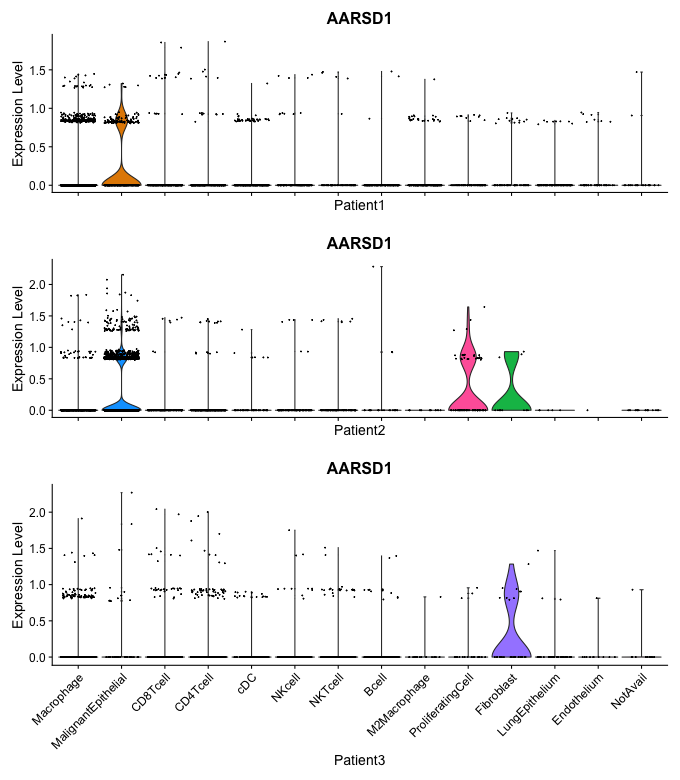 AARSD1
Expression Level
1.5
1.0
0.5
0.0
Patient1
AARSD1
Expression Level
2.0
1.5
1.0
0.5
0.0
Patient2
AARSD1
Expression Level
2.0
1.5
1.0
0.5
0.0
Macrophage
MalignantEpithelial
CD8Tcell
CD4Tcell
cDC
NKcell
NKTcell
Bcell
M2Macrophage
ProliferatingCell
Fibroblast
LungEpithelium
Endothelium
NotAvail
Patient3